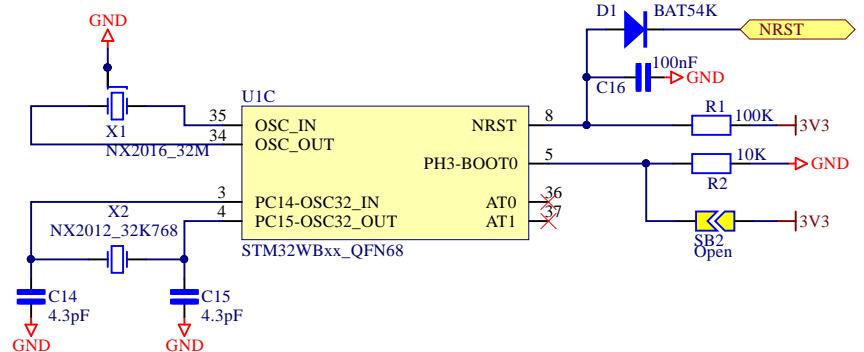 GND
D1 BAT54K
NRST
100nF
C16 GND
U1C
X1
NX2016_32M
35 OSC_IN NRST 8
34 OSC_OUT
R1 100K 3V3
PH3-BOOT0 5 10K GND
R2
3 PC14-OSC32_IN AT0 36
4 PC15-OSC32_OUT AT1 37
X2
NX2012_32K768
3V3
SB2
Open
STM32WBxx_QFN68
C14 C15
4.3pF 4.3pF
GND GND